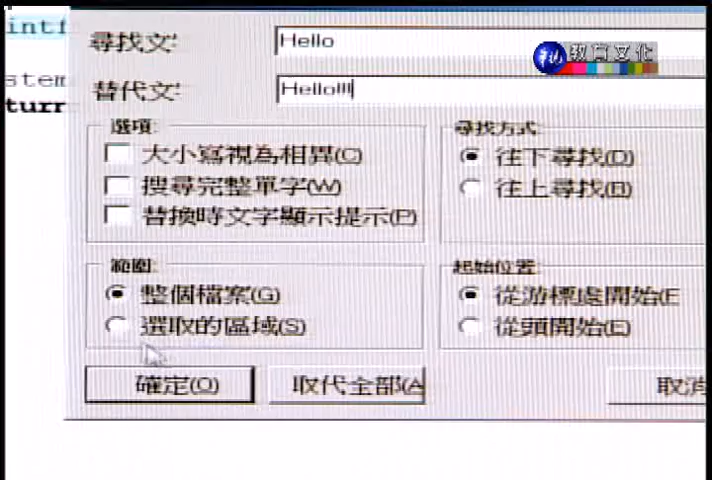 intf
尋找文
Hello
教育文化
stem
替代文
Hello!!!
turr
選項:
尋找方式:
大小寫視為相異(C)
往下尋找(D)
搜尋完整單字(W)
往上尋找(B)
替換時文字顯示提示(P)
範圍:
起始位置:
整個檔案(G)
從游標處開始(F
選取的區域(S)
從頭開始(E)
確定(O)
取代全部(A
取消